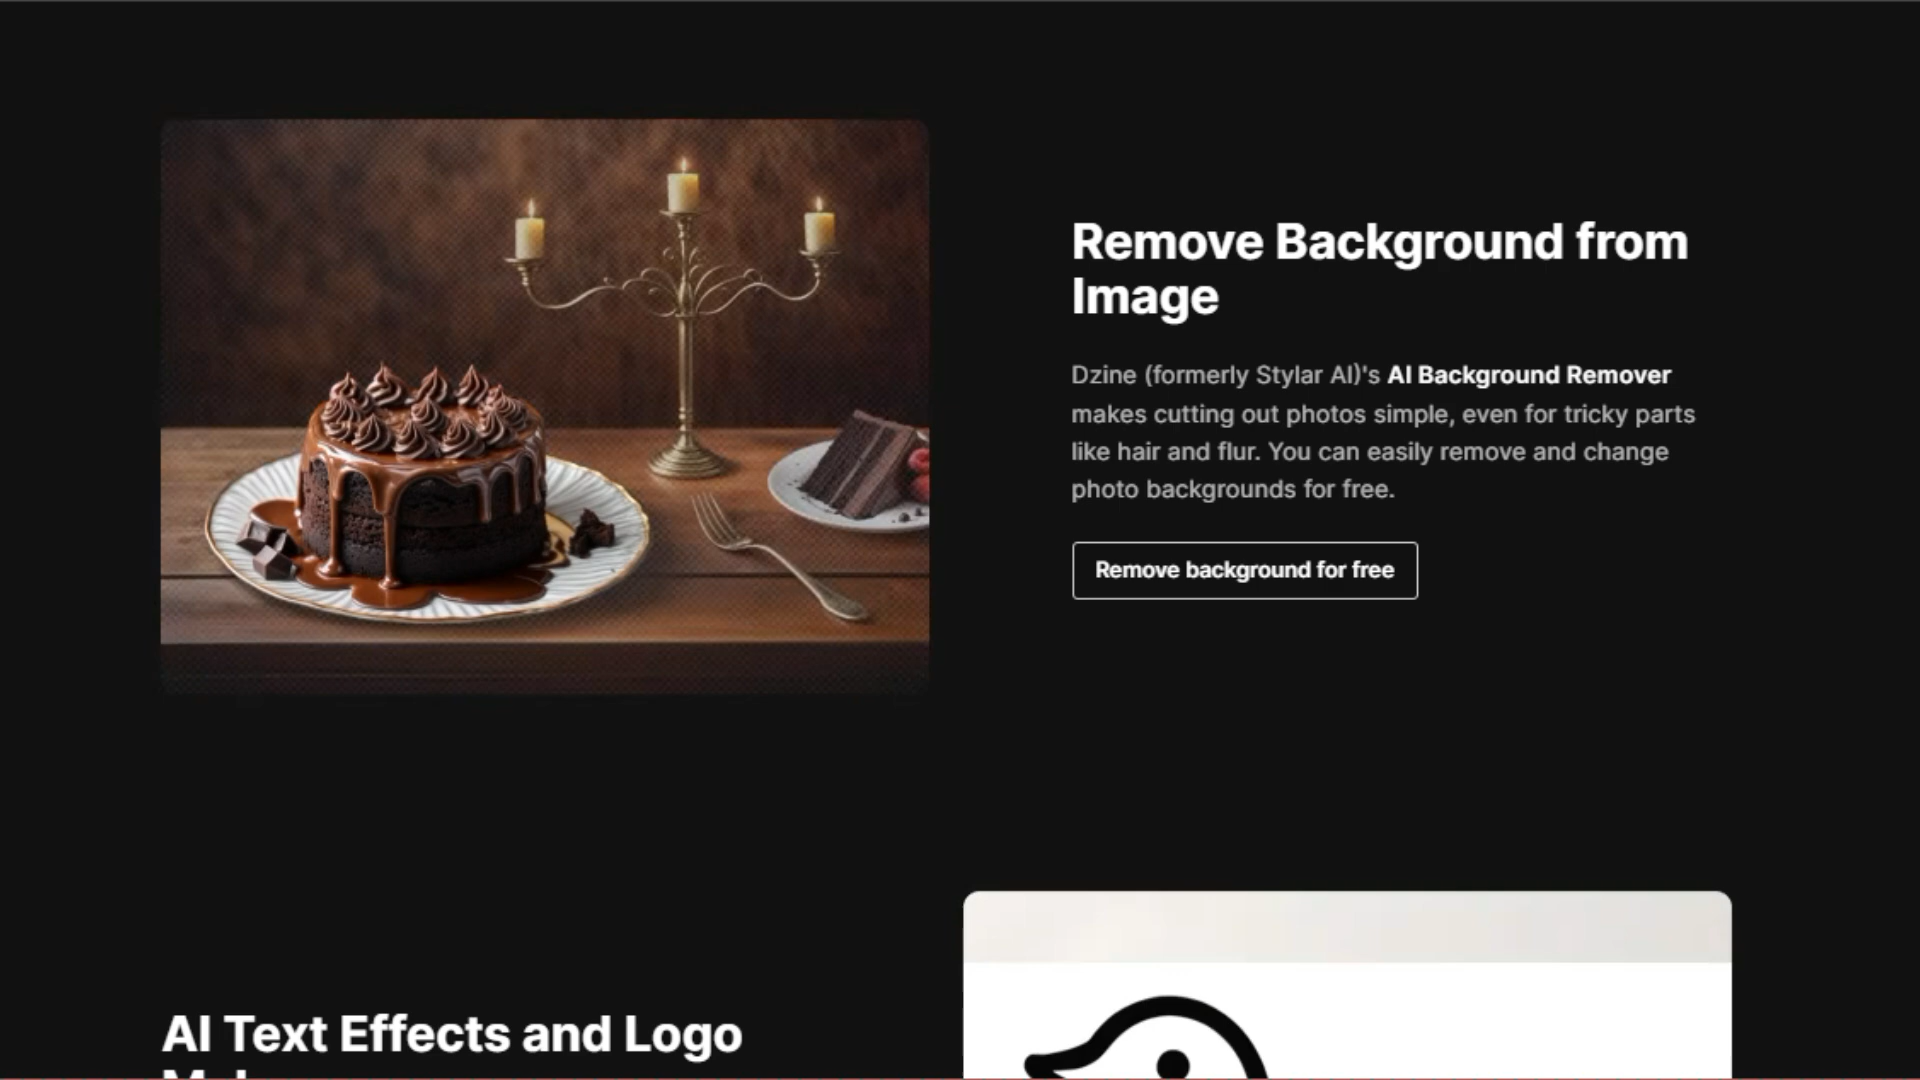 Remove Background from
Image
Dzine (formerly Stylar AI)'s AI Background Remover
makes cutting out photos simple, even for tricky parts
like hair and flur. You can easily remove and change
photo backgrounds for free.
Remove background for free
AI Text Effects and Logo